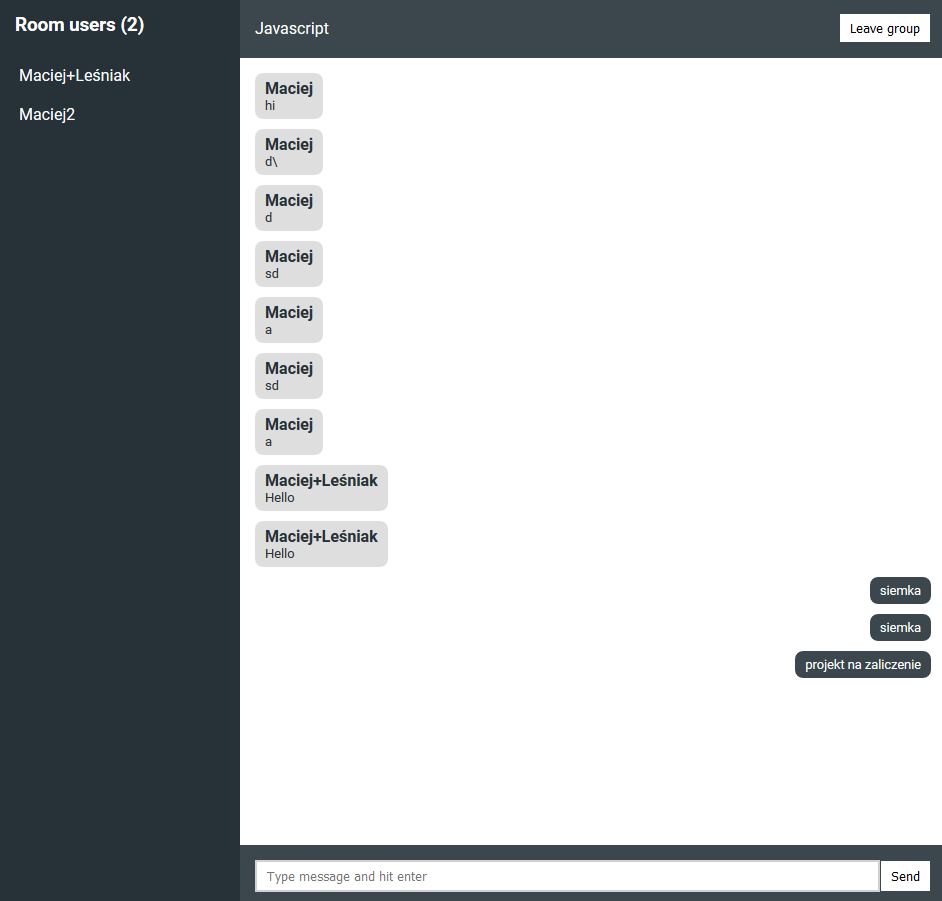 Room users (2)
Maciej+Leśniak
Maciej2
Javascript
Leave group
Maciej
hi
Maciej
d\
Maciej
d
Maciej
sd
Maciej
a
Maciej
sd
Maciej
a
Maciej+Leśniak
Hello
Maciej+Leśniak
Hello
siemka
siemka
projekt na zaliczenie
Type message and hit enter
Send